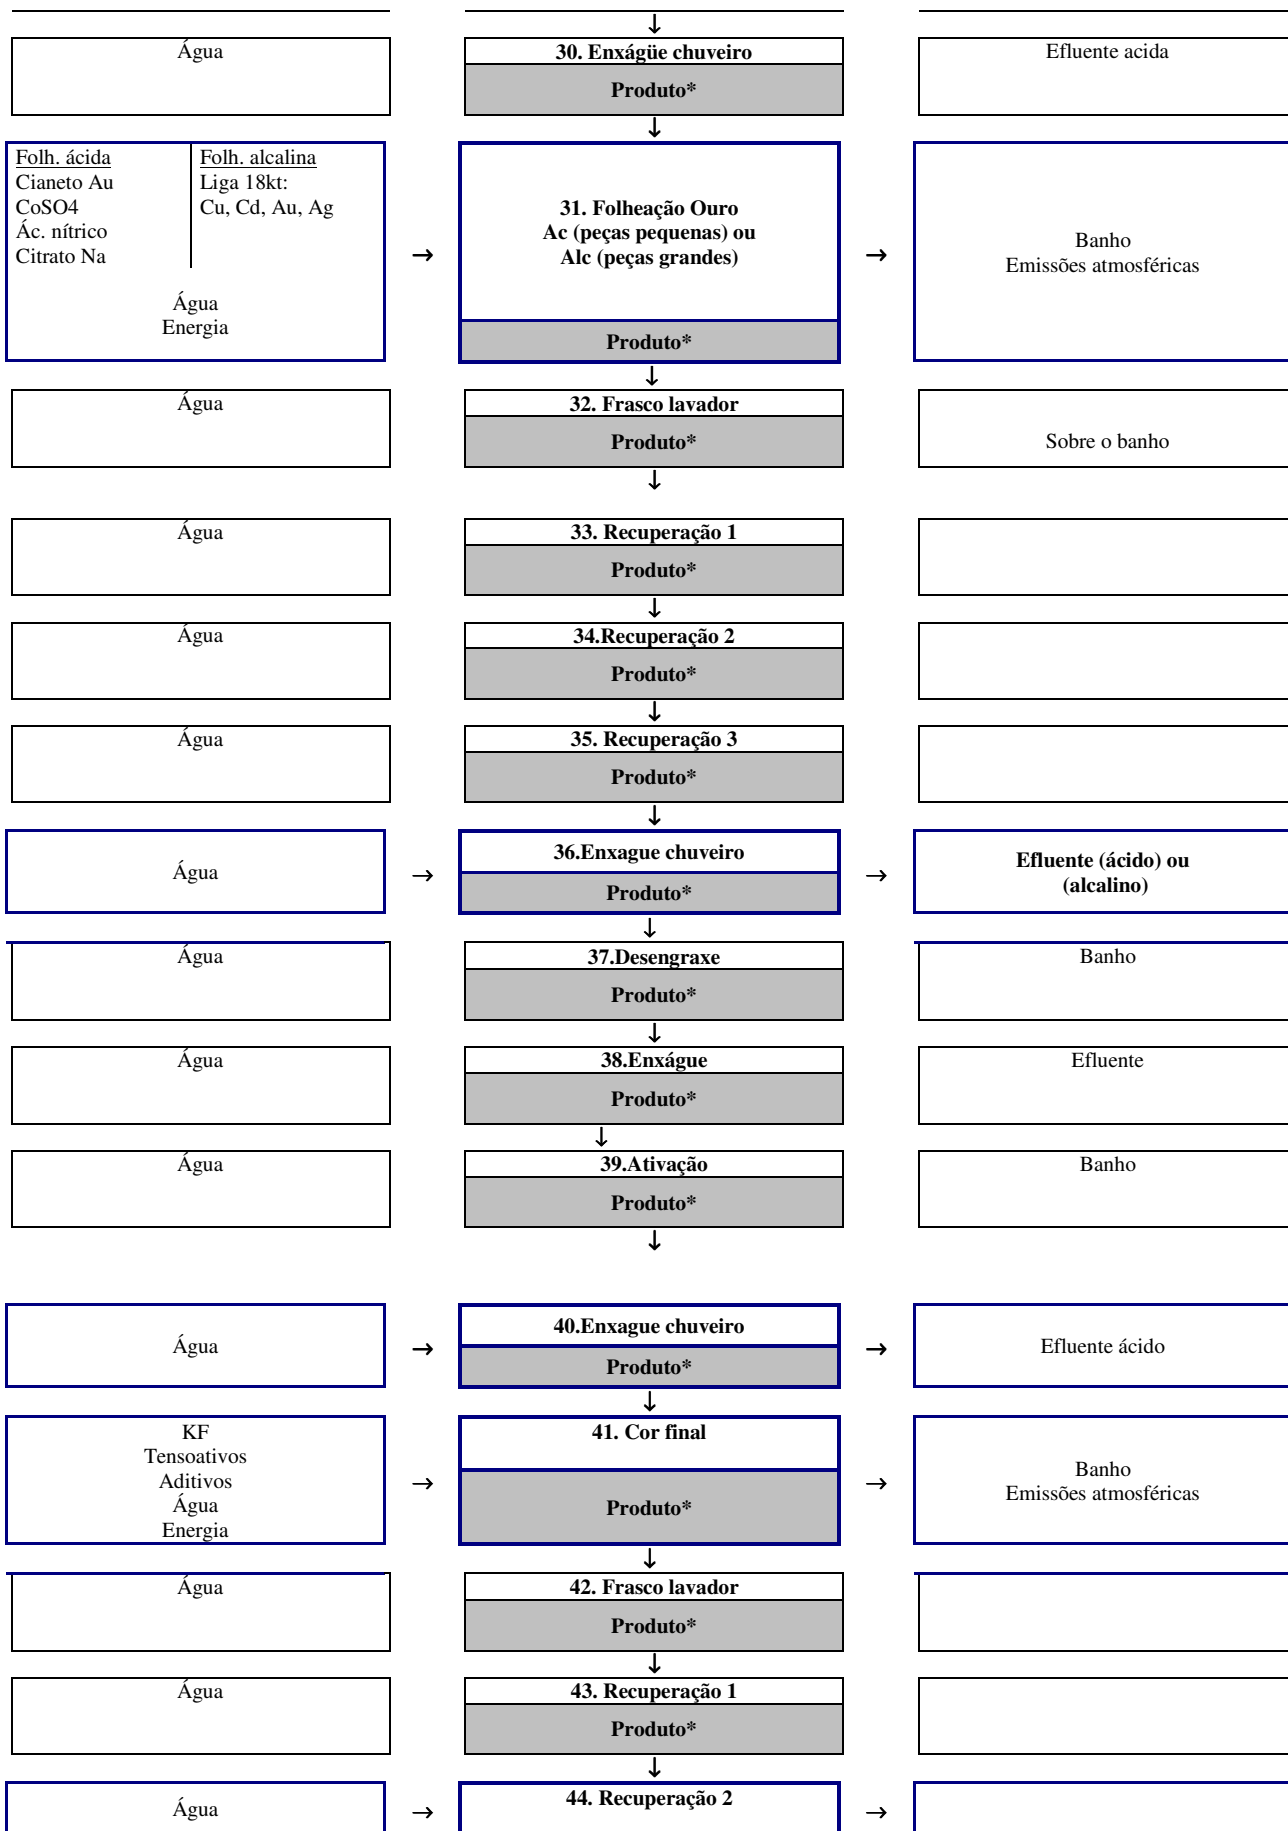 Água
30. Enxágüe chuveiro
Efluente acida
Produto*
Folh. ácida
Cianeto Au
CoSO4
Ác. nítrico
Citrato Na
Folh. alcalina
Liga 18kt:
Cu, Cd, Au, Ag
Água
Energia
31. Folheação Ouro
Ac (peças pequenas) ou
Alc (peças grandes)
Produto*
Banho
Emissões atmosféricas
Água
32. Frasco lavador
Produto*
Sobre o banho
Água
33. Recuperação 1
Produto*
Água
34.Recuperação 2
Produto*
Água
35. Recuperação 3
Produto*
Água
36.Enxague chuveiro
Produto*
Efluente (ácido) ou
(alcalino)
Água
37.Desengraxe
Produto*
Banho
Água
38.Enxágue
Produto*
Efluente
Água
39.Ativação
Produto*
Banho
Água
40.Enxague chuveiro
Produto*
Efluente ácido
KF
Tensoativos
Aditivos
Água
Energia
41. Cor final
Produto*
Banho
Emissões atmosféricas
Água
42. Frasco lavador
Produto*
Água
43. Recuperação 1
Produto*
Água
44. Recuperação 2